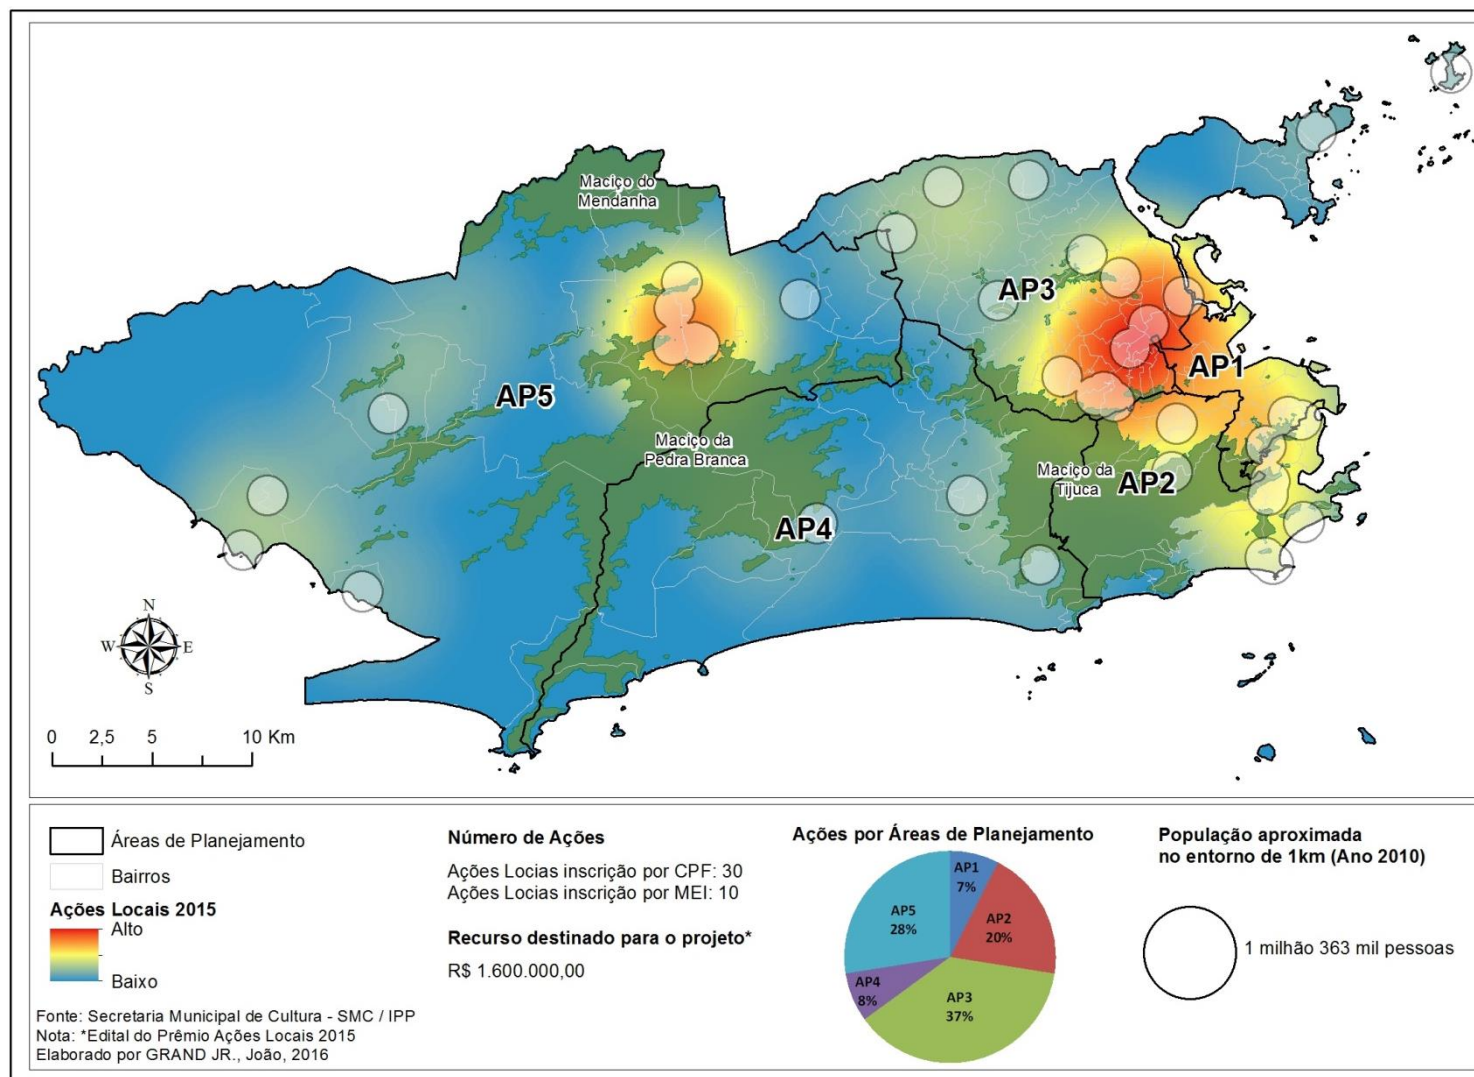 Maciço do
Mendanha
AP3
AP1
AP5
Maciço da
Pedra Branca
Maciço da
Tijuca
AP2
AP4
N
W
E
S
0
2,5
5
10 Km
Áreas de Planejamento
Bairros
Ações Locais 2015
Alto
Baixo
Fonte: Secretaria Municipal de Cultura - SMC / IPP
Nota: *Edital do Prêmio Ações Locais 2015
Elaborado por GRAND JR., João, 2016
Número de Ações
Ações Locias inscrição por CPF: 30
Ações Locias inscrição por MEI: 10
Recurso destinado para o projeto*
R$ 1.600.000,00
Ações por Áreas de Planejamento
AP1
7%
AP2
20%
AP3
37%
AP4
8%
AP5
28%
População aproximada
no entorno de 1km (Ano 2010)
1 milhão 363 mil pessoas